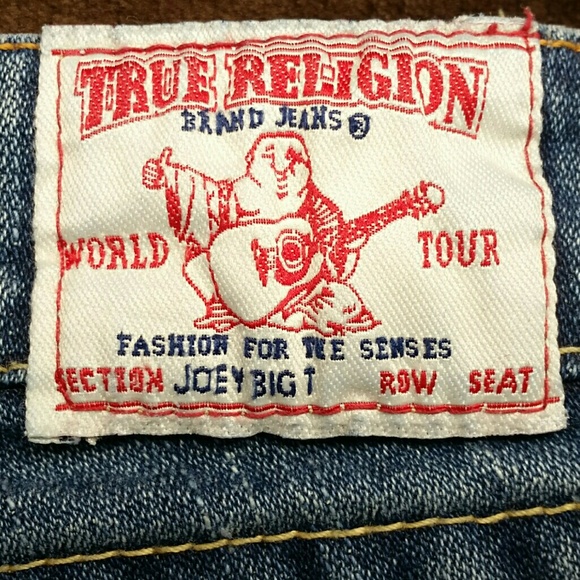 TRUE RELIGION
BRAND JEANS®
WORLD TOUR
FASHION FOR THE SENSES
SECTION JOEY BIG T ROW SEAT